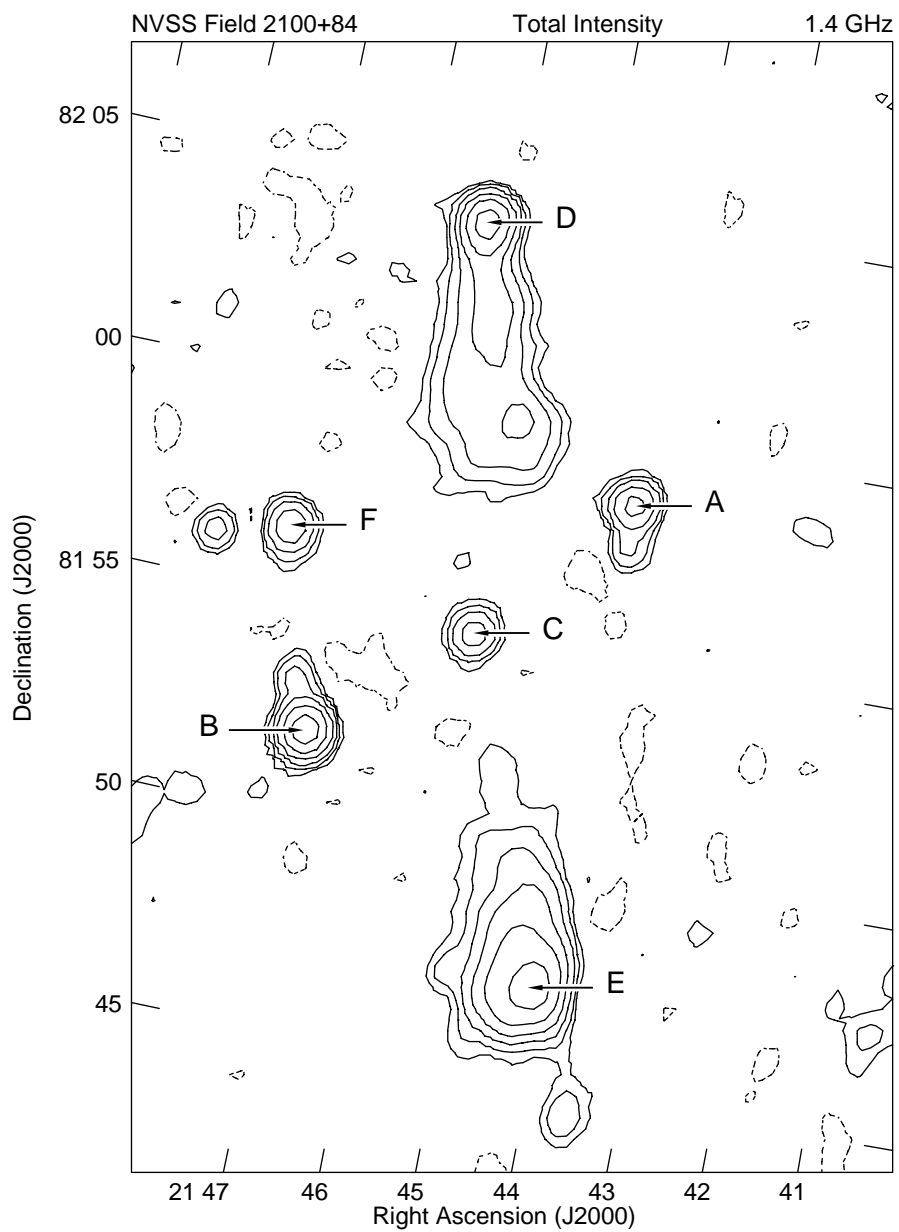 NVSS Field 2100+84 Total Intensity 1.4 GHz
82 05
D
00
A
F
81 55
C
Declination (J2000)
B
50
E
45
21 47 46 45 44 43 42 41
Right Ascension (J2000)